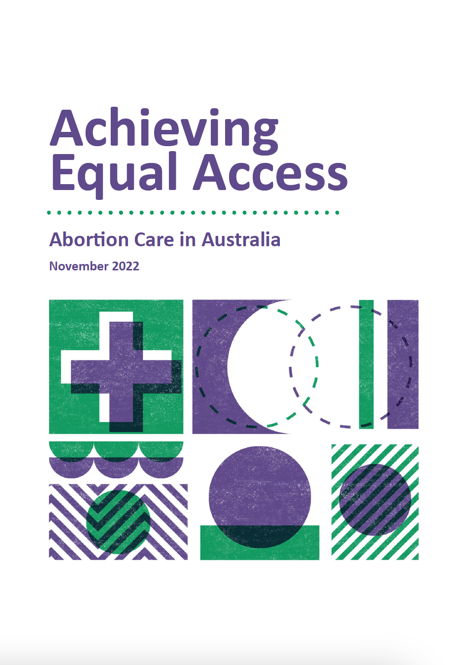 Achieving
Equal Access
Abortion Care in Australia
November 2022